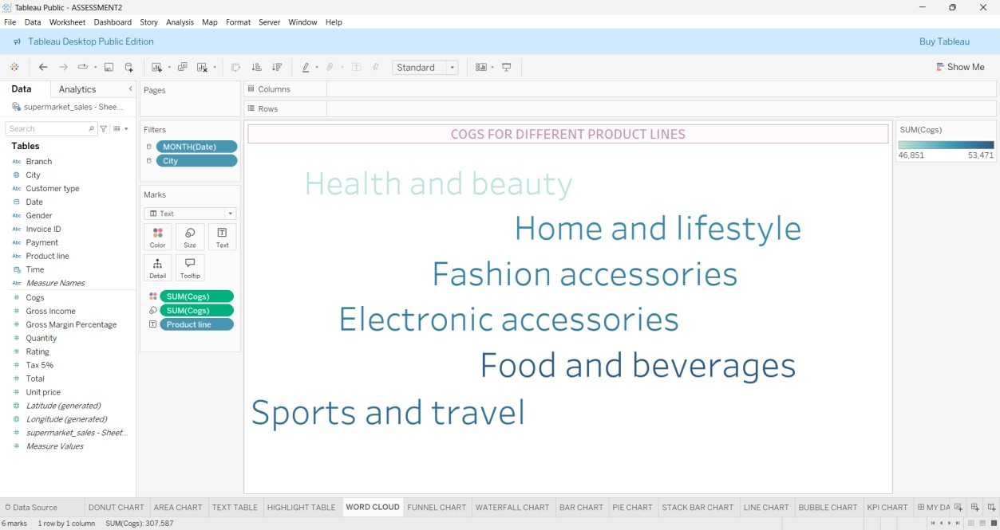 Tableau Public - ASSESSMENT2
File Data Worksheet Dashboard Story Analysis Map Format Server Window Help
Tableau Desktop Public Edition
Buy Tableau
Standard
Show Me
Data
Analytics
supermarket_sales - Shee...
Search
Tables
Abc Branch
City
Abc Customer type
Date
Abc Gender
Abc Invoice ID
Abc Payment
Abc Product line
Time
Abc Measure Names
# Cogs
# Gross Income
# Gross Margin Percentage
# Quantity
# Rating
# Tax 5%
# Total
# Unit price
Latitude (generated)
Longitude (generated)
# supermarket_sales - Sheet...
# Measure Values
Pages
Filters
MONTH(Date)
City
Marks
Text
Color Size Text
Detail Tooltip
SUM(Cogs)
SUM(Cogs)
Product line
Columns
Rows
COGS FOR DIFFERENT PRODUCT LINES
Health and beauty
Home and lifestyle
Fashion accessories
Electronic accessories
Food and beverages
Sports and travel
SUM(Cogs)
46,851 53,471
Data Source DONUT CHART AREA CHART TEXT TABLE HIGHLIGHT TABLE WORD CLOUD FUNNEL CHART WATERFALL CHART BAR CHART PIE CHART STACK BAR CHART LINE CHART BUBBLE CHART KPI CHART MY DA
6 marks 1 row by 1 column SUM(Cogs): 307,587